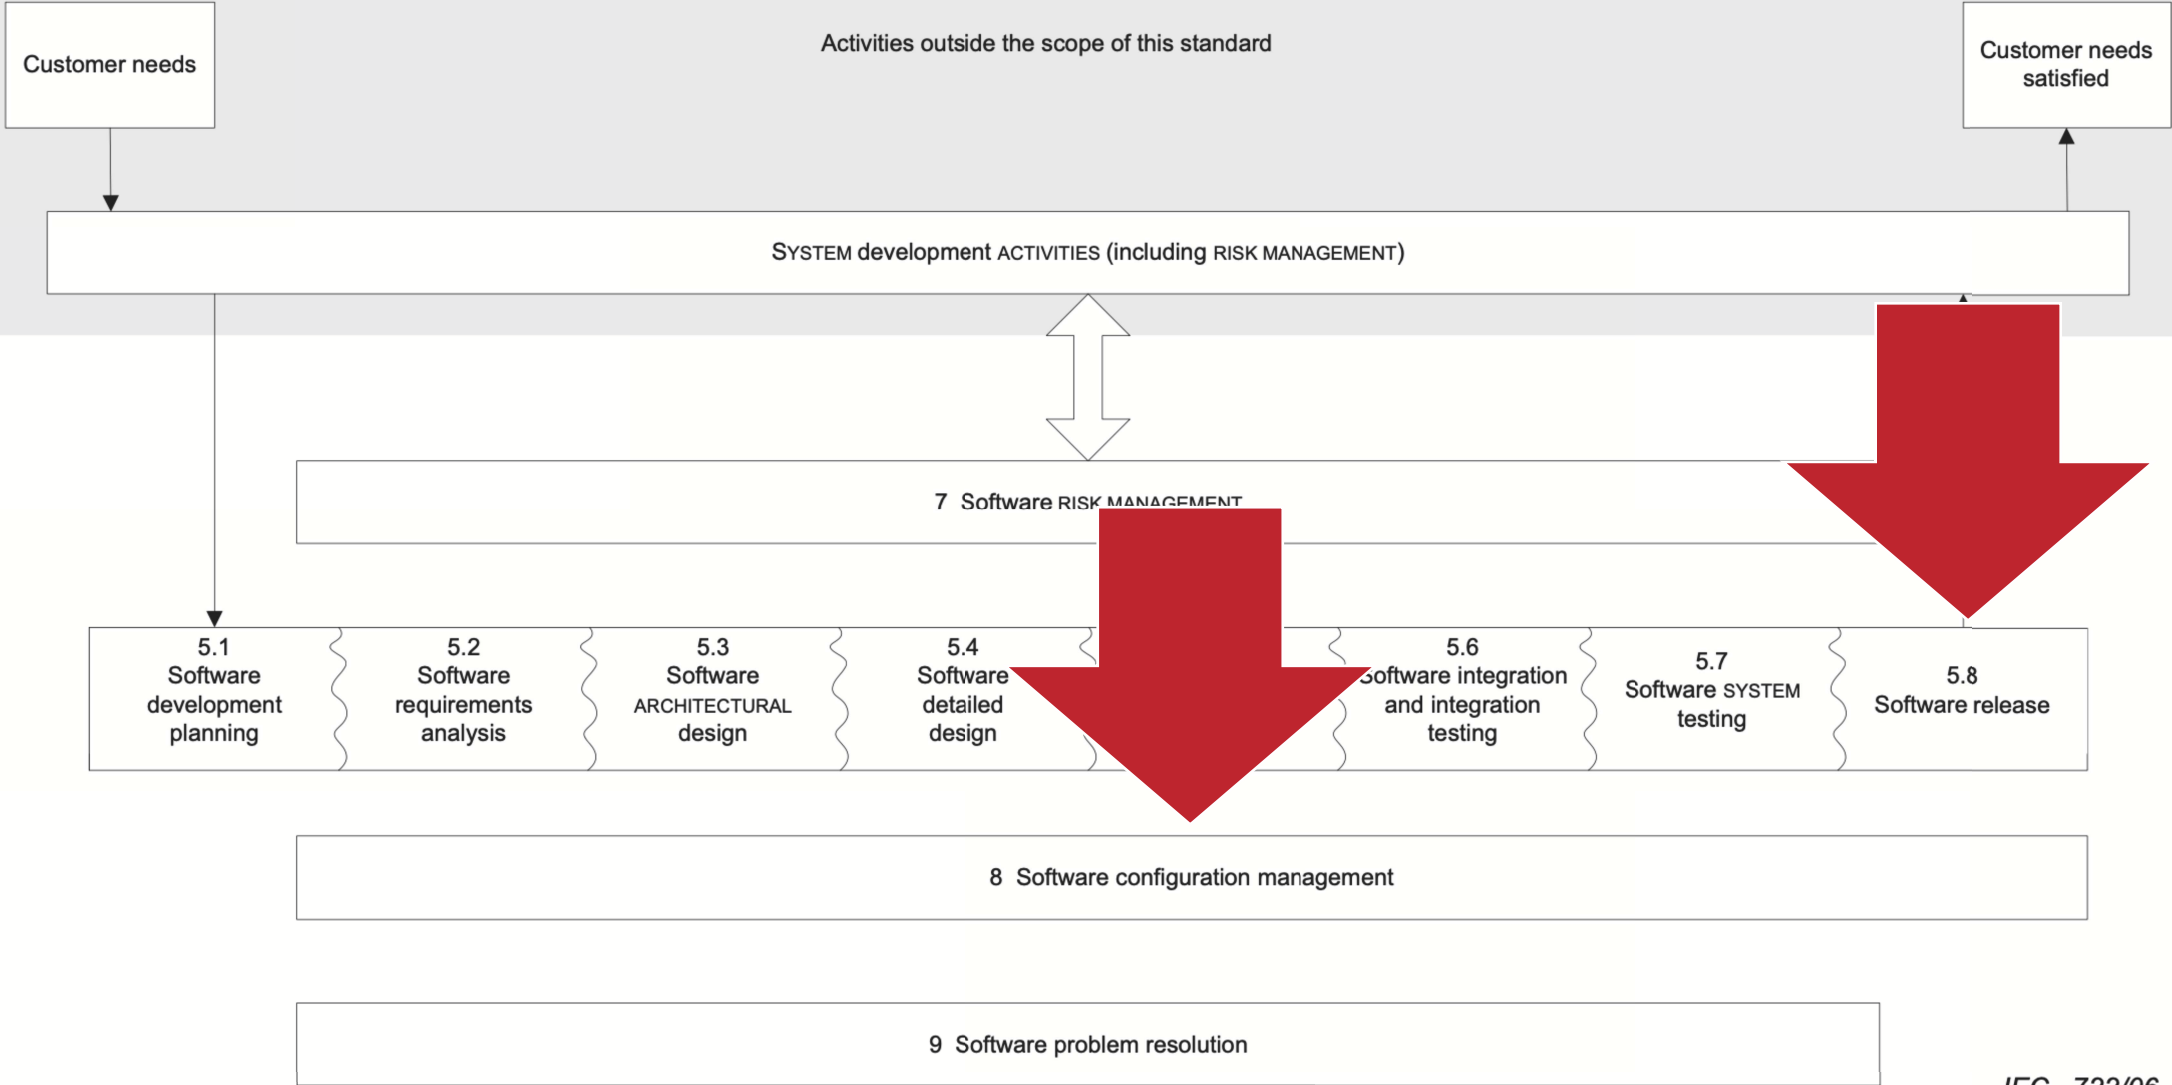 Customer needs
Activities outside the scope of this standard
Customer needs
satisfied
SYSTEM development ACTIVITIES (including RISK MANAGEMENT)
7 Software RISK MANAGEMENT
5.1
Software
development
planning
5.2
Software
requirements
analysis
5.3
Software
ARCHITECTURAL
design
5.4
Software
detailed
design
5.6
Software integration
and integration
testing
5.7
Software SYSTEM
testing
5.8
Software release
8 Software configuration management
9 Software problem resolution
IEC 722/06